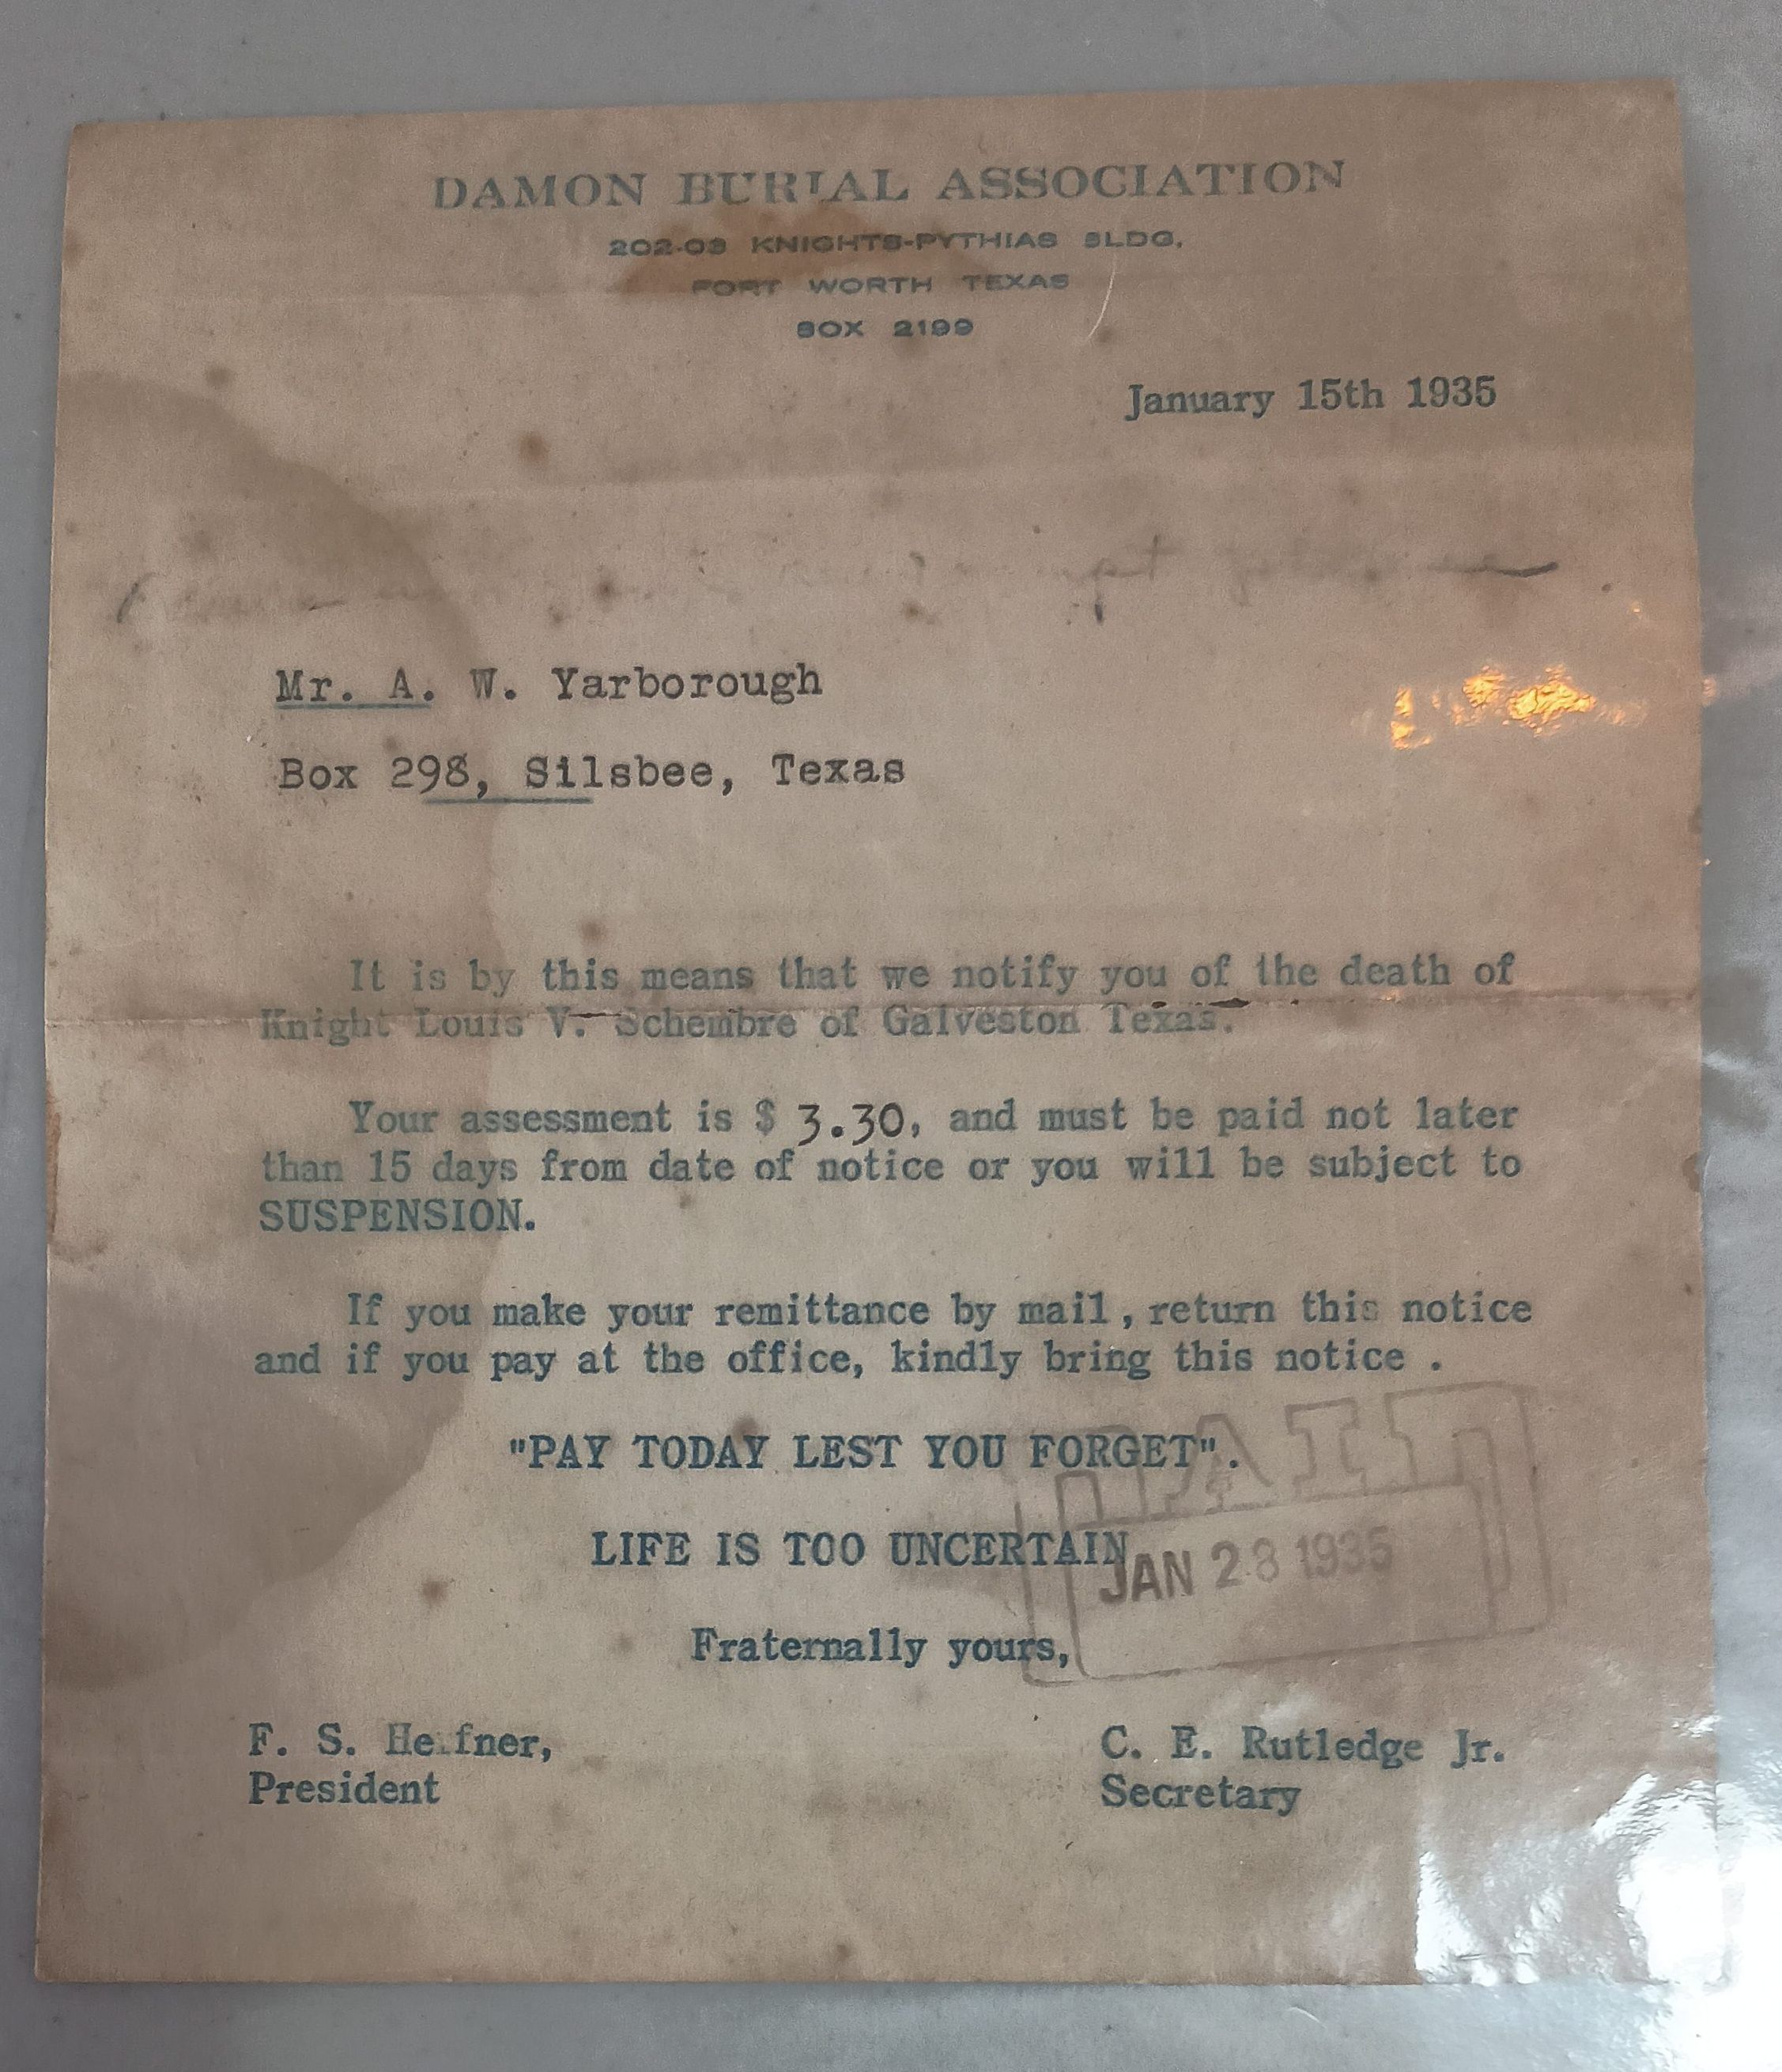 DAMON BURIAL ASSOCIATION
202-03 KNIGHTS-PYTHIAS BLDG.
FORT WORTH TEXAS
BOX 2199
January 15th 1935
Mr. A. W. Yarborough
Box 298, Silsbee, Texas
It is by this means that we notify you of the death of
Knight Louis V. Schembre of Galveston Texas.
Your assessment is $ 3.30, and must be paid not later
than 15 days from date of notice or you will be subject to
SUSPENSION.
If you make your remittance by mail, return this notice
and if you pay at the office, kindly bring this notice .
"PAY TODAY LEST YOU FORGET".
LIFE IS TOO UNCERTAIN
PAID
JAN 28 1935
Fraternally yours,
F. S. Heffner,
President
C. E. Rutledge Jr.
Secretary